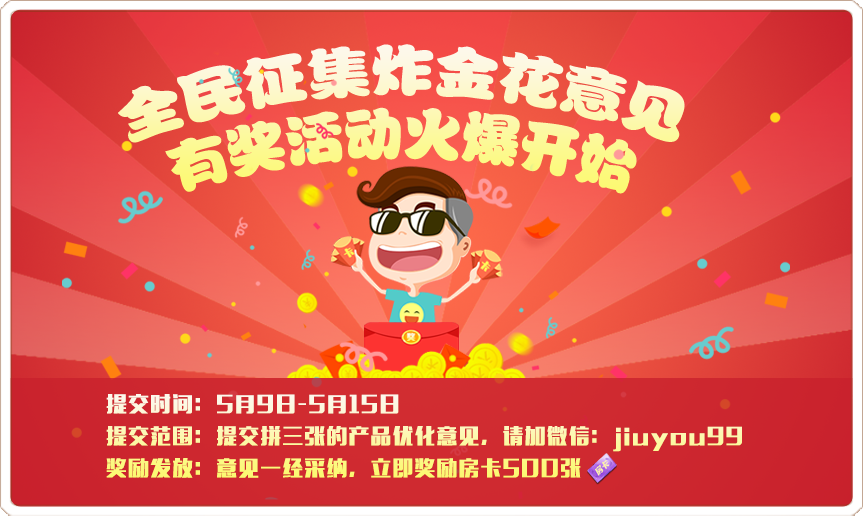 全民征集炸金花意见
有奖活动火爆开始
提交时间：5月9日-5月15日
提交范围：提交拼三张的产品优化意见，请加微信：jiuyou99
奖励发放：意见一经采纳，立即奖励房卡500张